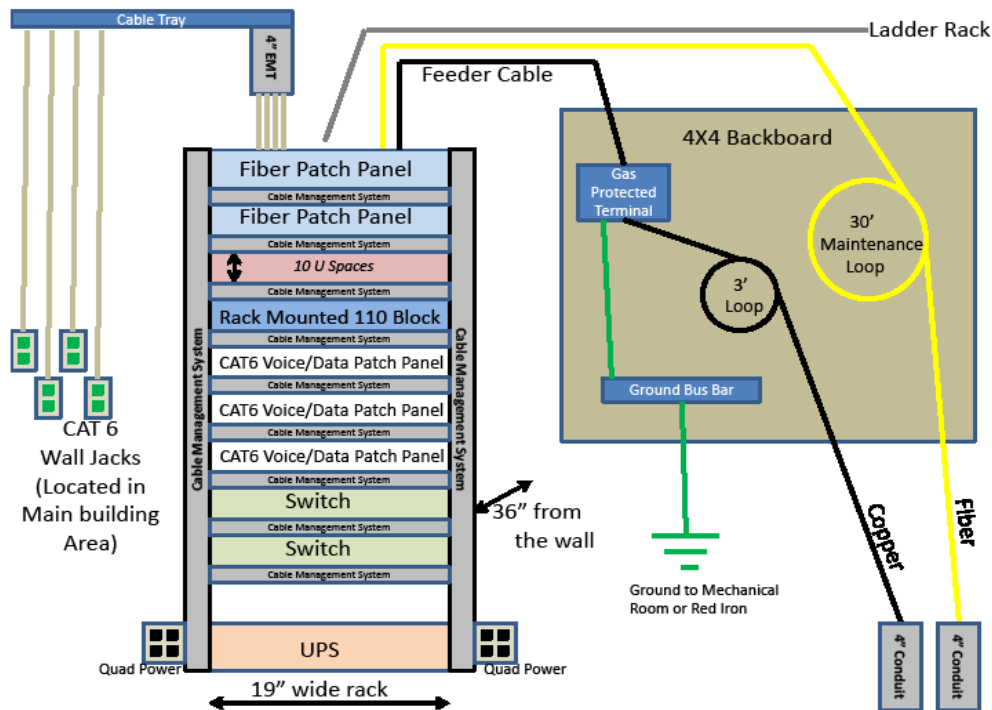 Cable Tray
4” EMT
Ladder Rack
Feeder Cable
4X4 Backboard
Fiber Patch Panel
Cable Management System
Fiber Patch Panel
Cable Management System
10 U Spaces
Cable Management System
Rack Mounted 110 Block
Cable Management System
CAT6 Voice/Data Patch Panel
Cable Management System
CAT6 Voice/Data Patch Panel
Cable Management System
CAT6 Voice/Data Patch Panel
Cable Management System
Switch
Cable Management System
Switch
Cable Management System
UPS
Cable Management System
Cable Management System
Quad Power
Quad Power
19” wide rack
CAT 6
Wall Jacks
(Located in
Main building
Area)
36” from
the wall
Gas
Protected
Terminal
3’
Loop
30’
Maintenance
Loop
Ground Bus Bar
Ground to Mechanical
Room or Red Iron
Copper
Fiber
4” Conduit
4” Conduit